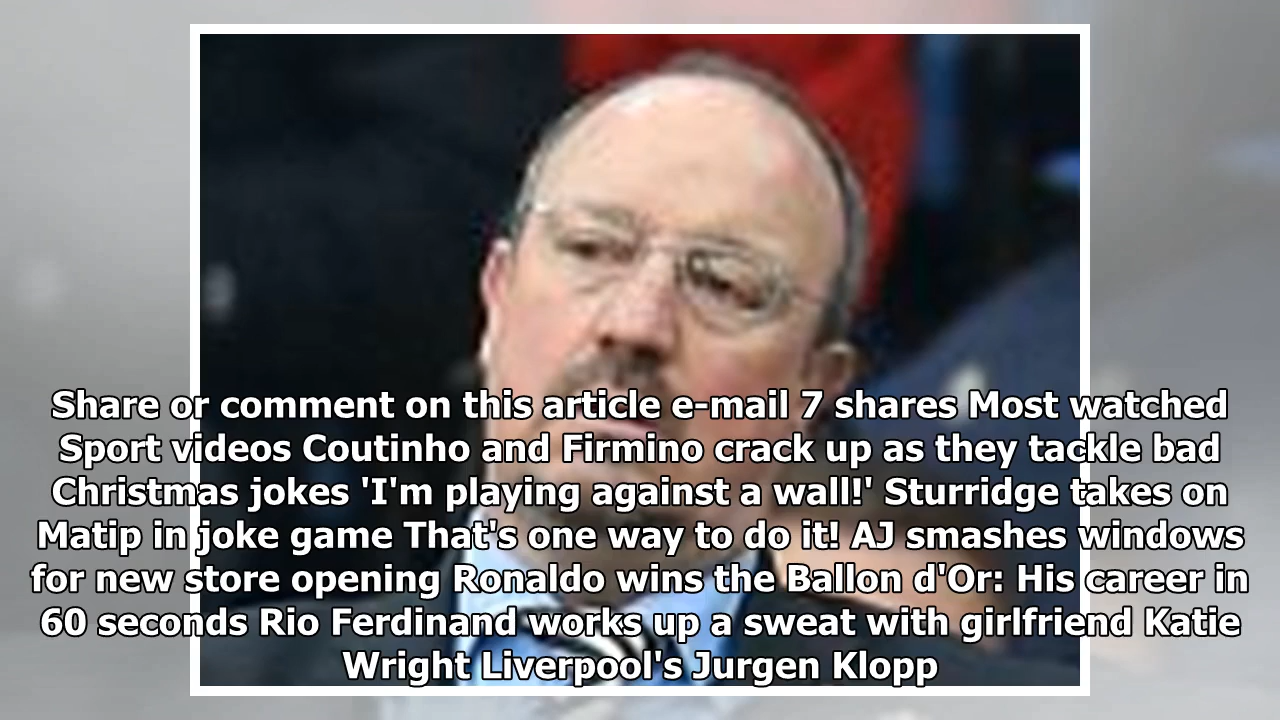 Share or comment on this article e-mail 7 shares Most watched
Sport videos Coutinho and Firmino crack up as they tackle bad
Christmas jokes 'I'm playing against a wall!' Sturridge takes on
Matip in joke game That's one way to do it! AJ smashes windows
for new store opening Ronaldo wins the Ballon d'Or: His career in
60 seconds Rio Ferdinand works up a sweat with girlfriend Katie
Wright Liverpool's Jurgen Klopp